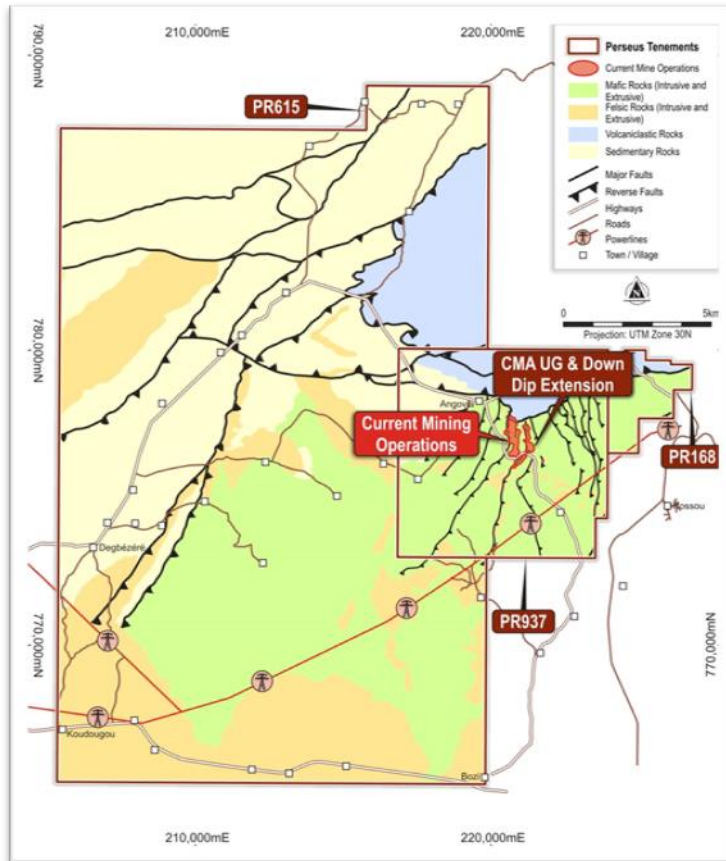 210,000mE
220,000mE
790,000mN
780,000mN
770,000mN
770,000mN
Perseus Tenements
Current Mine Operations
Mafic Rocks (Intrusive and
Extrusive)
Felsic Rocks (Intrusive
and Extrusive)
Volcaniclastic Rocks
Sedimentary Rocks
Major Faults
Reverse Faults
Highways
Roads
Powerlines
Town / Village
0
5km
Projection: UTM Zone 30N
PR615
CMA UG & Down
Dip Extension
Current Mining
Operations
PR168
PR937
Degbézéré
Koudougou
Bozi
210,000mE
220,000mE